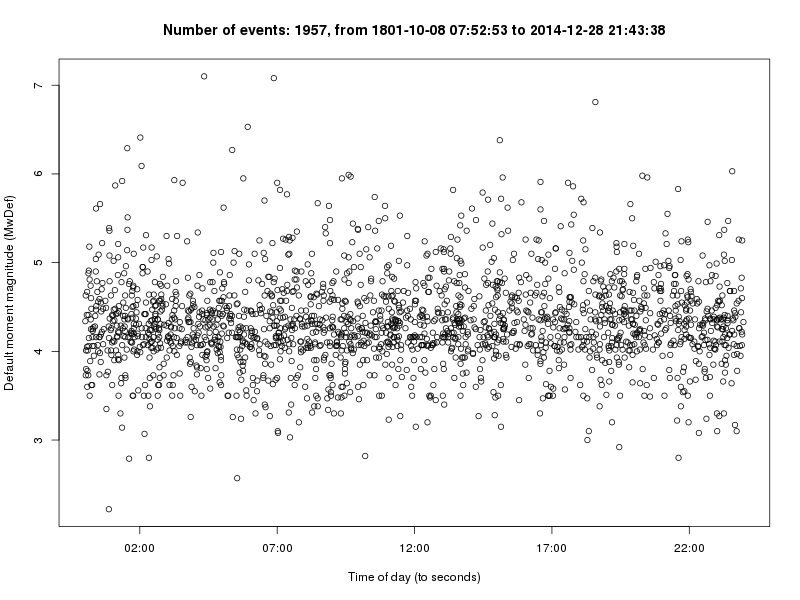 Number of events: 1957, from 1801-10-08 07:52:53 to 2014-12-28 21:43:38
Default moment magnitude (MwDef)
7
6
5
4
3
02:00 07:00 12:00 17:00 22:00
Time of day (to seconds)